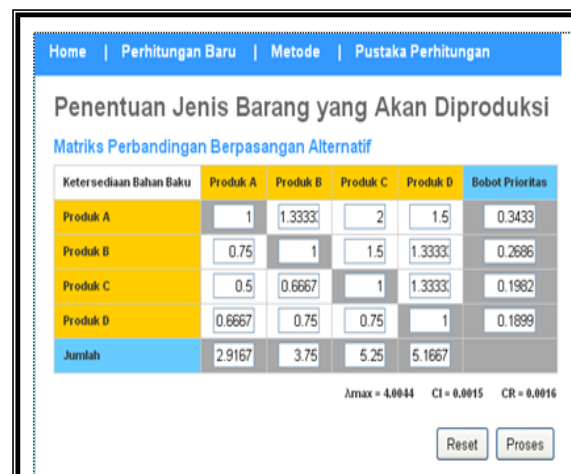 Home | Perhitungan Baru | Metode | Pustaka Perhitungan
Penentuan Jenis Barang yang Akan Diproduksi
Matriks Perbandingan Berpasangan Alternatif
Ketersediaan Bahan Baku Produk A Produk B Produk C Produk D Bobot Prioritas
Produk A 1 1.3333 2 1.5 0.3433
Produk B 0.75 1 1.5 1.3333 0.2686
Produk C 0.5 0.6667 1 1.3333 0.1982
Produk D 0.6667 0.75 0.75 1 0.1899
Jumlah 2.9167 3.75 5.25 5.1667
λmax = 4.0044 CI = 0.0015 CR = 0.0016
Reset Proses